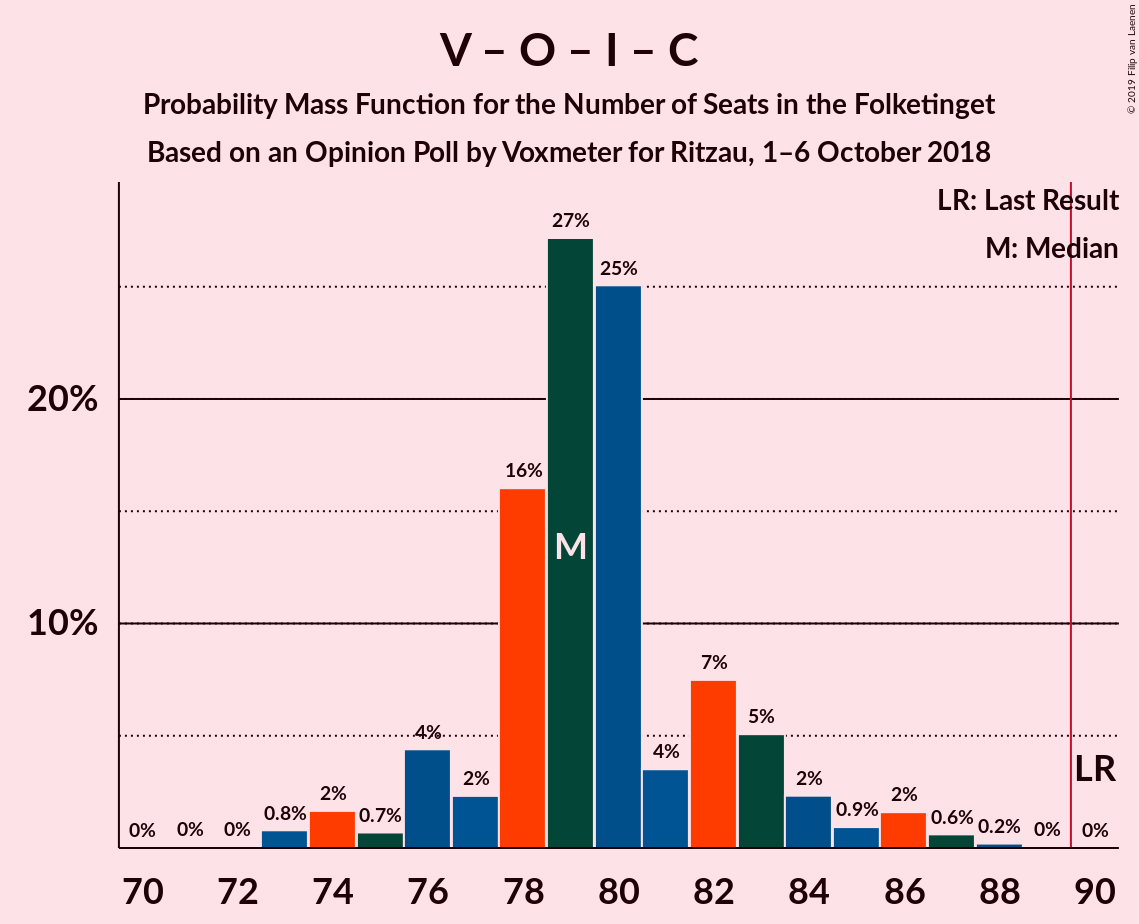 V – O – I – C
Probability Mass Function for the Number of Seats in the Folketinget
Based on an Opinion Poll by Voxmeter for Ritzau, 1–6 October 2018
© 2019 Filip van Laenen
LR: Last Result
M: Median
20%
10%
0%
0%
0%
0.8%
2%
0.7%
4%
2%
16%
27%
25%
4%
7%
5%
2%
0.9%
2%
0.6%
0.2%
0%
0%
M
LR
70 72 74 76 78 80 82 84 86 88 90